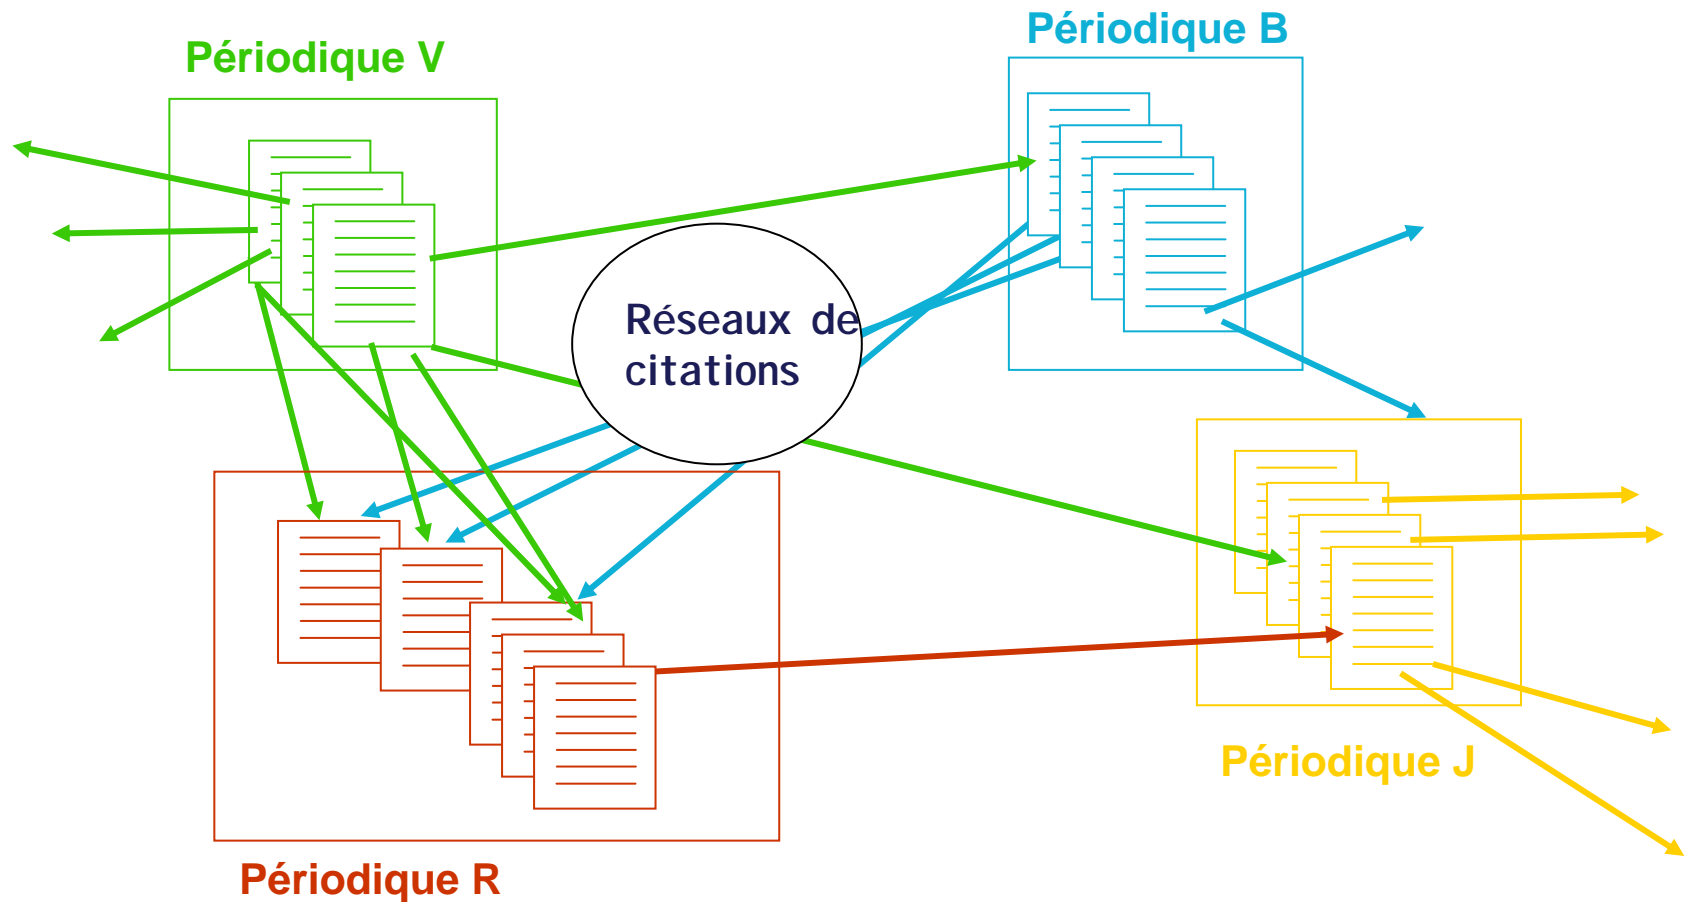 Périodique B
Périodique V
Réseaux de
citations
Périodique J
Périodique R